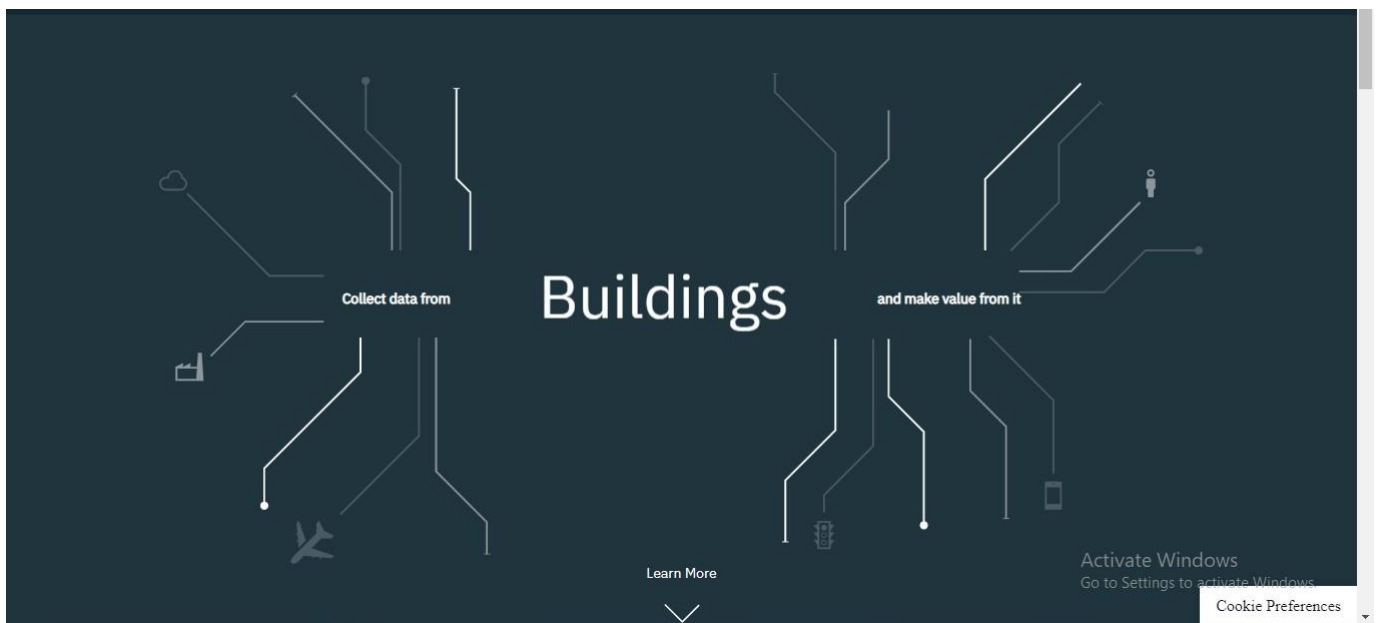 Collect data from Buildings and make value from it
Learn More
Activate Windows
Go to Settings to activate Windows.
Cookie Preferences